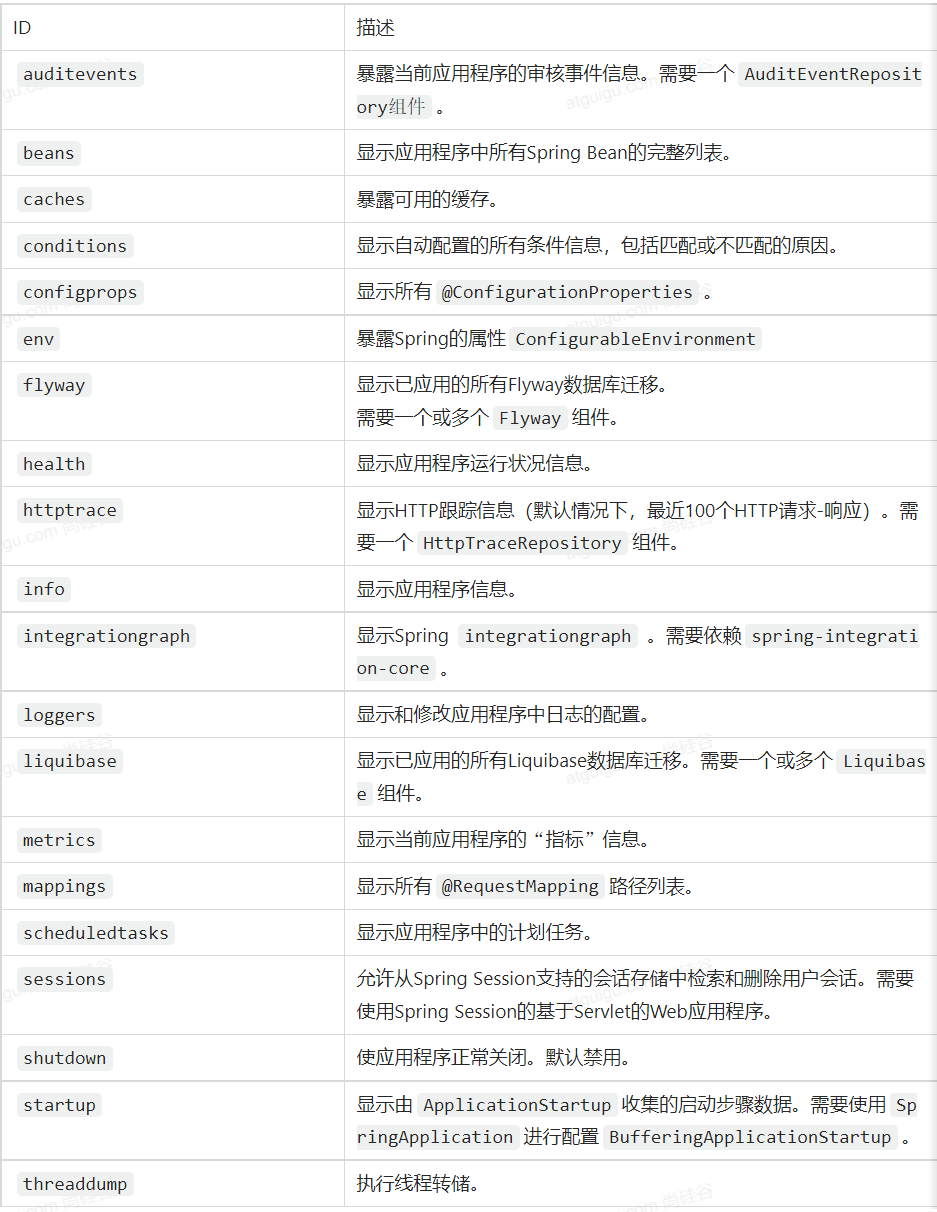 ID 描述
auditevents 暴露当前应用程序的审核事件信息。需要一个 AuditEventReposit
ory组件 。
beans 显示应用程序中所有Spring Bean的完整列表。
caches 暴露可用的缓存。
conditions 显示自动配置的所有条件信息，包括匹配或不匹配的原因。
configprops 显示所有 @ConfigurationProperties 。
env 暴露Spring的属性 ConfigurableEnvironment
flyway 显示已应用的所有Flyway数据库迁移。
需要一个或多个 Flyway 组件。
health 显示应用程序运行状况信息。
httptrace 显示HTTP跟踪信息（默认情况下，最近100个HTTP请求-响应）。需
要一个 HttpTraceRepository 组件。
info 显示应用程序信息。
integrationgraph 显示Spring integrationgraph 。需要依赖 spring-integrati
on-core 。
loggers 显示和修改应用程序中日志的配置。
liquibase 显示已应用的所有Liquibase数据库迁移。需要一个或多个 Liquibas
e 组件。
metrics 显示当前应用程序的“指标”信息。
mappings 显示所有 @RequestMapping 路径列表。
scheduledtasks 显示应用程序中的计划任务。
sessions 允许从Spring Session支持的会话存储中检索和删除用户会话。需要
使用Spring Session的基于Servlet的Web应用程序。
shutdown 使应用程序正常关闭。默认禁用。
startup 显示由 ApplicationStartup 收集的启动步骤数据。需要使用 Sp
ringApplication 进行配置 BufferingApplicationStartup 。
threaddump 执行线程转储。